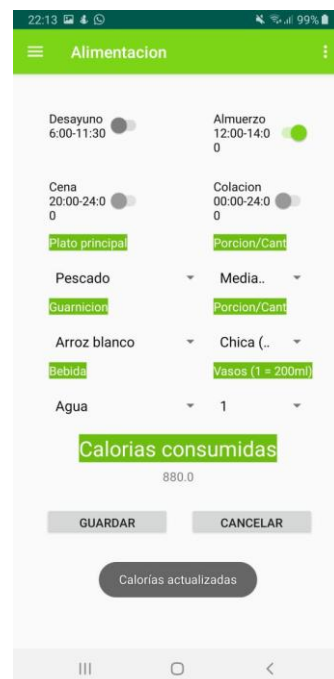 22:13 99%
Alimentacion
Desayuno
6:00-11:30
Almuerzo
12:00-14:0
0
Cena
20:00-24:0
0
Colacion
00:00-24:0
0
Plato principal Porcion/Cant
Pescado Media..
Guarnicion Porcion/Cant
Arroz blanco Chica (..
Bebida Vasos (1 = 200ml)
Agua 1
Calorias consumidas
880.0
GUARDAR CANCELAR
Calorías actualizadas